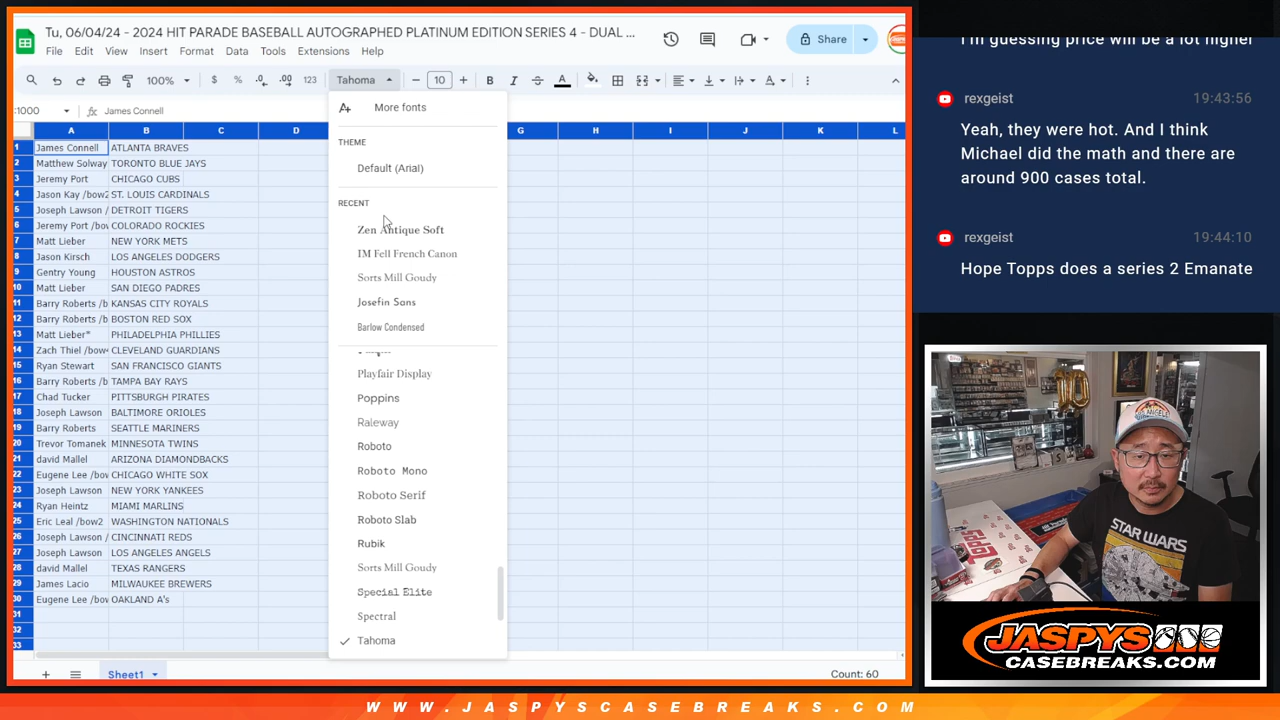 Tu, 06/04/24 - 2024 HIT PARADE BASEBALL AUTOGRAPHED PLATINUM EDITION SERIES 4 - DUAL ...
File Edit View Insert Format Data Tools Extensions Help
Share
100% $ % .0 .00 123 Tahoma 10 B I S A
:1000 fx James Connell
A B C D G H I J K L
1 James Connell ATLANTA BRAVES
2 Matthew Solway TORONTO BLUE JAYS
3 Jeremy Port CHICAGO CUBS
4 Jason Kay /bow2 ST. LOUIS CARDINALS
5 Joseph Lawson / DETROIT TIGERS
6 Jeremy Port /bow COLORADO ROCKIES
7 Matt Lieber NEW YORK METS
8 Jason Kirsch LOS ANGELES DODGERS
9 Gentry Young HOUSTON ASTROS
10 Matt Lieber SAN DIEGO PADRES
11 Barry Roberts /b KANSAS CITY ROYALS
12 Barry Roberts /b BOSTON RED SOX
13 Matt Lieber* PHILADELPHIA PHILLIES
14 Zach Thiel /bow CLEVELAND GUARDIANS
15 Ryan Stewart SAN FRANCISCO GIANTS
16 Barry Roberts /b TAMPA BAY RAYS
17 Chad Tucker PITTSBURGH PIRATES
18 Joseph Lawson BALTIMORE ORIOLES
19 Barry Roberts SEATTLE MARINERS
20 Trevor Tomanek MINNESOTA TWINS
21 david Mallel ARIZONA DIAMONDBACKS
22 Eugene Lee /bow CHICAGO WHITE SOX
23 Joseph Lawson NEW YORK YANKEES
24 Ryan Heintz MIAMI MARLINS
25 Eric Leal /bow2 WASHINGTON NATIONALS
26 Joseph Lawson / CINCINNATI REDS
27 Joseph Lawson LOS ANGELES ANGELS
28 david Mallel TEXAS RANGERS
29 James Lacio MILWAUKEE BREWERS
30 Eugene Lee /bow OAKLAND A's
31
32
33
More fonts
THEME
Default (Arial)
RECENT
Zen Antique Soft
IM Fell French Canon
Sorts Mill Goudy
Josefin Sans
Barlow Condensed
Playfair Display
Poppins
Raleway
Roboto
Roboto Mono
Roboto Serif
Roboto Slab
Rubik
Sorts Mill Goudy
Special Elite
Spectral
Tahoma
Sheet1
Count: 60
I'm guessing price will be a lot higher
rexgeist 19:43:56
Yeah, they were hot. And I think
Michael did the math and there are
around 900 cases total.
rexgeist 19:44:10
Hope Topps does a series 2 Emanate
10
STAR WARS
topps
JASPYS
CASEBREAKS.COM
WWW.JASPYSCASEBREAKS.COM